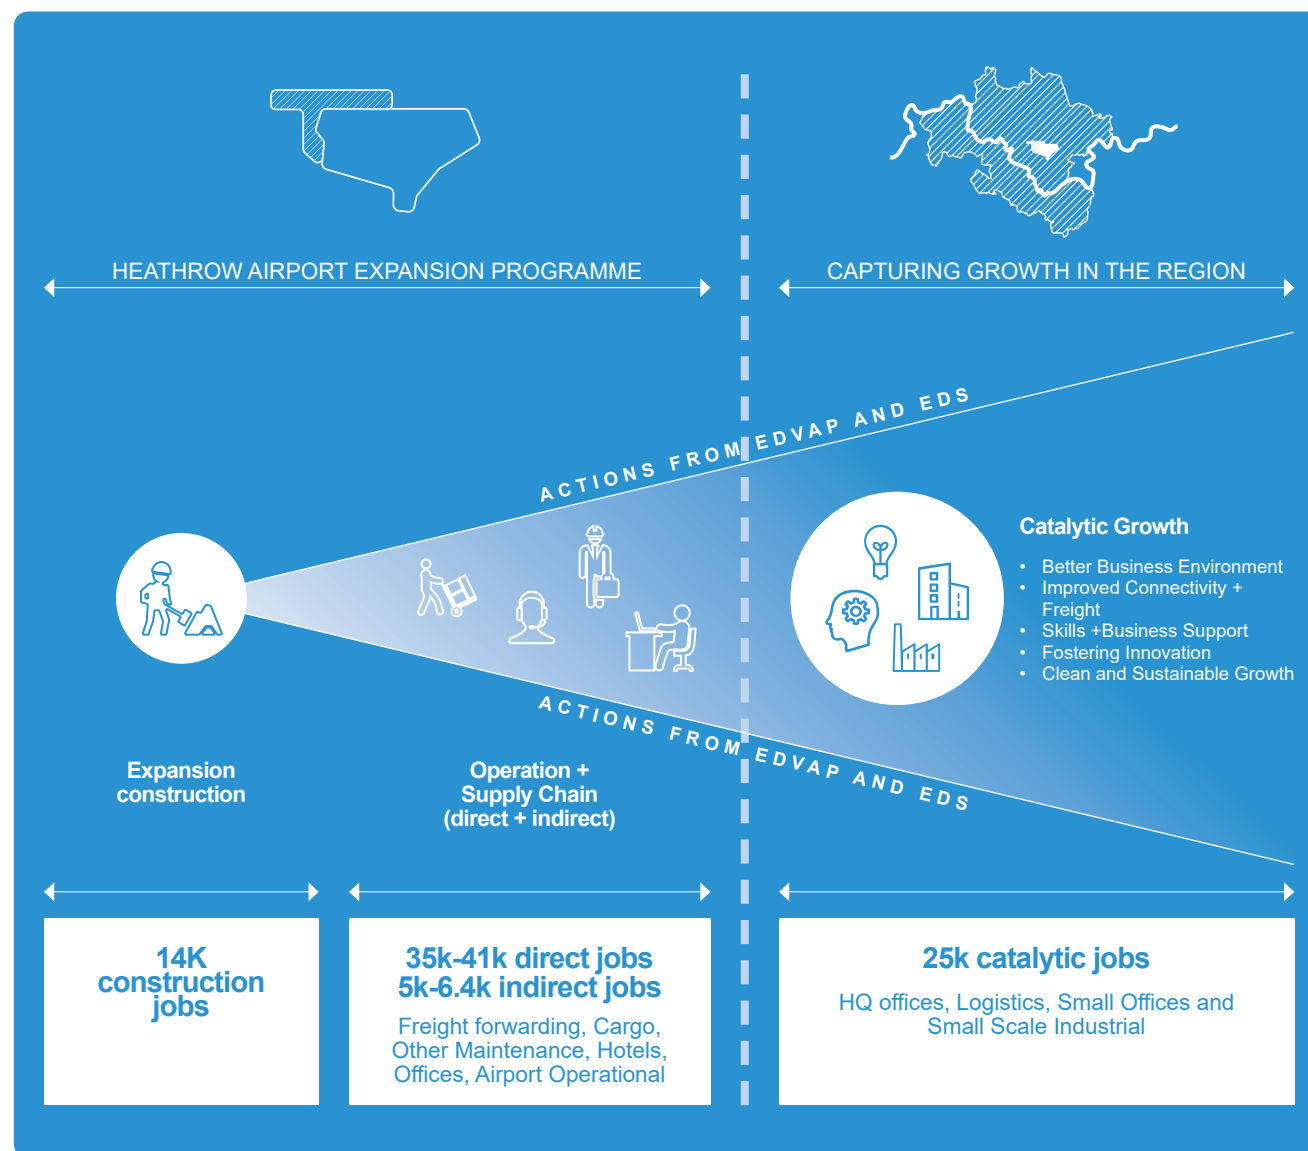 HEATHROW AIRPORT EXPANSION PROGRAMME
CAPTURING GROWTH IN THE REGION
ACTIONS FROM EDVAP AND EDS
Catalytic Growth
• Better Business Environment
• Improved Connectivity +
Freight
• Skills +Business Support
• Fostering Innovation
• Clean and Sustainable Growth
ACTIONS FROM EDVAP AND EDS
Expansion
construction
Operation +
Supply Chain
(direct + indirect)
14K
construction
jobs
35k-41k direct jobs
5k-6.4k indirect jobs
Freight forwarding, Cargo,
Other Maintenance, Hotels,
Offices, Airport Operational
25k catalytic jobs
HQ offices, Logistics, Small Offices and
Small Scale Industrial